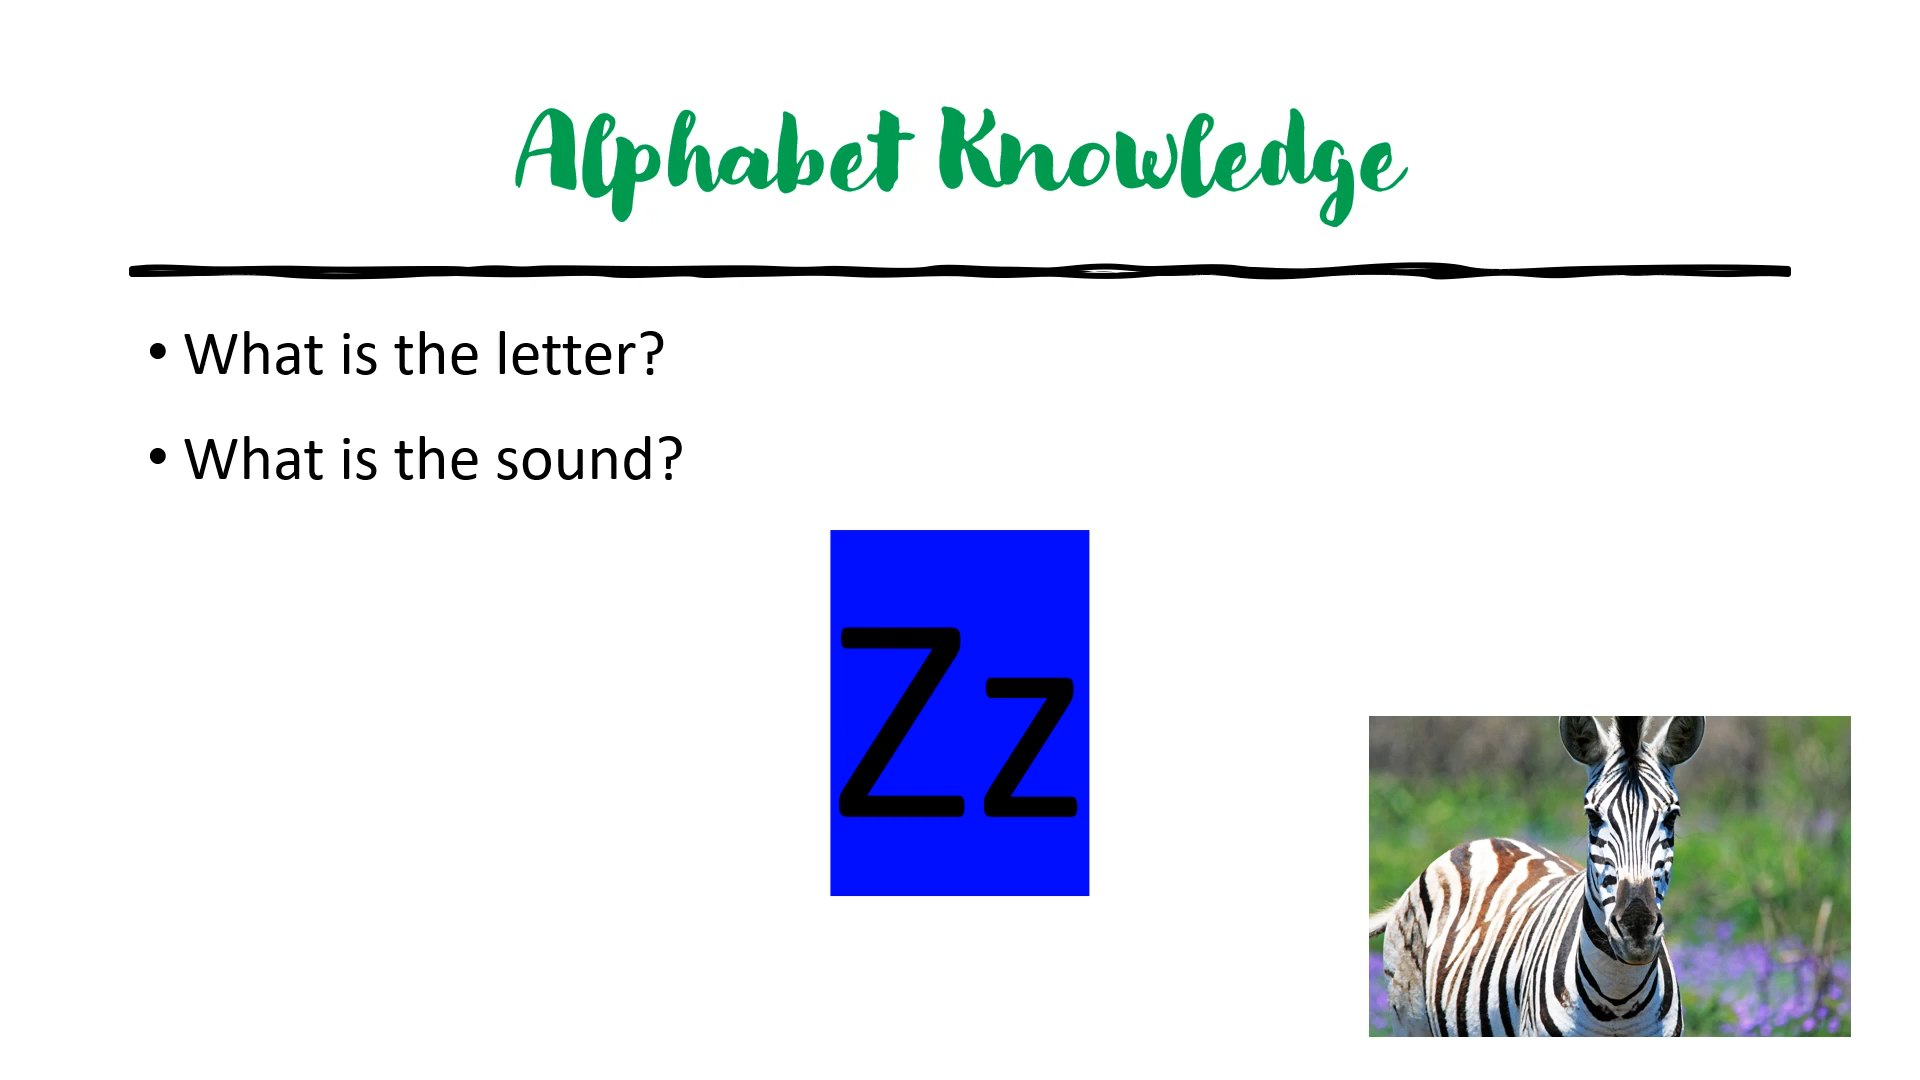 Alphabet Knowledge
• What is the letter?
• What is the sound?
Zz